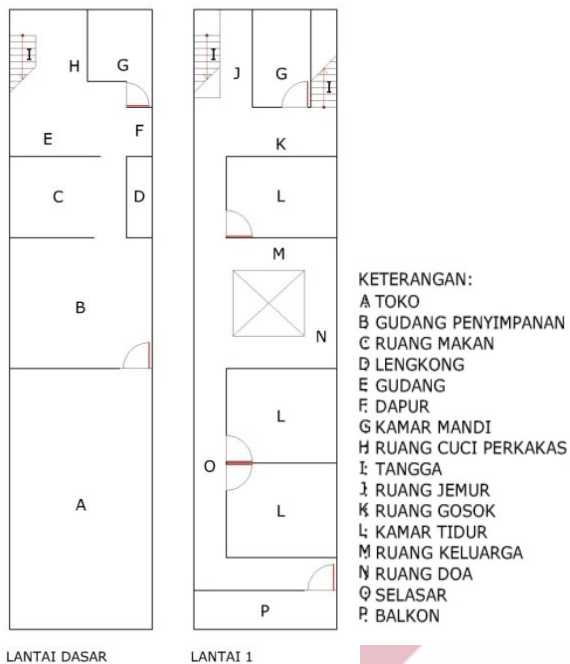 I
H
G
F
E
C
D
B
A
LANTAI DASAR
I
J
G
I
K
L
M
N
L
O
L
P
LANTAI 1
KETERANGAN:
A TOKO
B GUDANG PENYIMPANAN
C RUANG MAKAN
D LENGKONG
E GUDANG
F. DAPUR
G KAMAR MANDI
H RUANG CUCI PERKAKAS
I; TANGGA
J RUANG JEMUR
K RUANG GOSOK
L; KAMAR TIDUR
M RUANG KELUARGA
N RUANG DOA
O SELASAR
P. BALKON